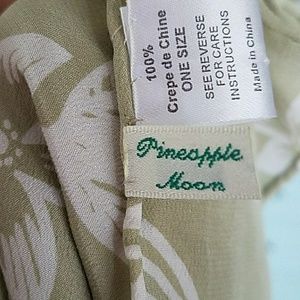 100%
Crepe de Chine
ONE SIZE
SEE REVERSE
FOR CARE
INSTRUCTIONS
Made in China
Pineapple
Moon